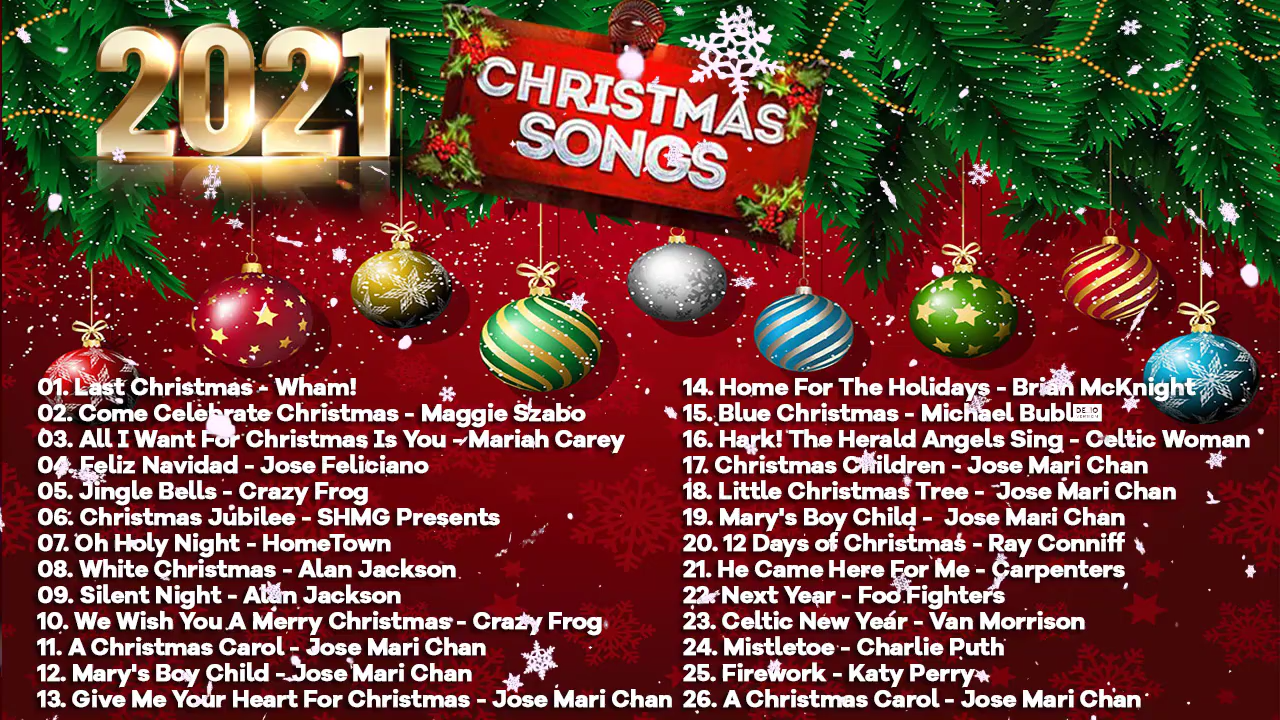 2021
CHRISTMAS
SONGS
01. Last Christmas - Wham!
02. Come Celebrate Christmas - Maggie Szabo
03. All I Want For Christmas Is You - Mariah Carey
04. Feliz Navidad - Jose Feliciano
05. Jingle Bells - Crazy Frog
06. Christmas Jubilee - SHMG Presents
07. Oh Holy Night - HomeTown
08. White Christmas - Alan Jackson
09. Silent Night - Alan Jackson
10. We Wish You A Merry Christmas - Crazy Frog
11. A Christmas Carol - Jose Mari Chan
12. Mary's Boy Child - Jose Mari Chan
13. Give Me Your Heart For Christmas - Jose Mari Chan
14. Home For The Holidays - Brian McKnight
15. Blue Christmas - Michael Bubl
16. Hark! The Herald Angels Sing - Celtic Woman
17. Christmas Children - Jose Mari Chan
18. Little Christmas Tree - Jose Mari Chan
19. Mary's Boy Child - Jose Mari Chan
20. 12 Days of Christmas - Ray Conniff
21. He Came Here For Me - Carpenters
22. Next Year - Foo Fighters
23. Celtic New Year - Van Morrison
24. Mistletoe - Charlie Puth
25. Firework - Katy Perry
26. A Christmas Carol - Jose Mari Chan